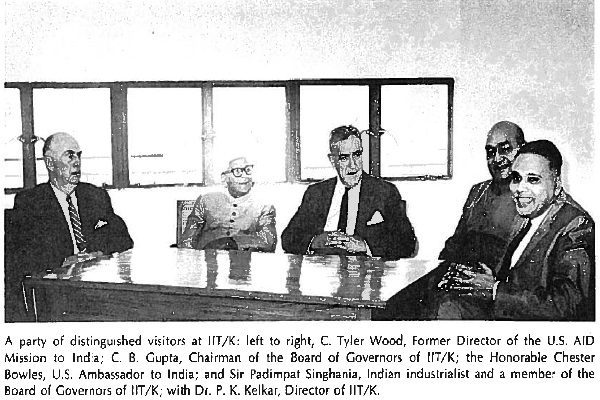 A party of distinguished visitors at IIT/K: left to right, C. Tyler Wood, Former Director of the U.S. AID
Mission to India; C. B. Gupta, Chairman of the Board of Governors of IIT/K; the Honorable Chester
Bowles, U.S. Ambassador to India; and Sir Padimpat Singhania, Indian industrialist and a member of the
Board of Governors of IIT/K; with Dr. P. K. Kelkar, Director of IIT/K.